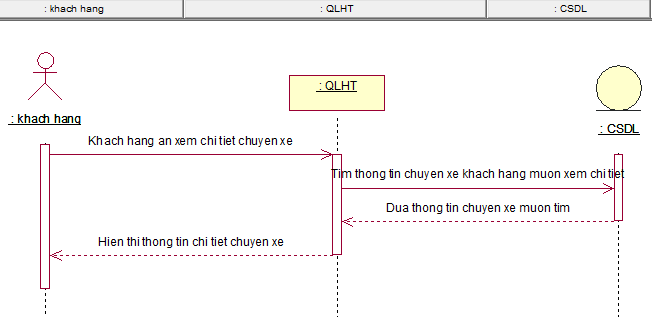 : khach hang
: QLHT
: CSDL
: QLHT
: khach hang
: CSDL
Khach hang an xem chi tiet chuyen xe
Tim thong tin chuyen xe khach hang muon xem chi tiet
Dua thong tin chuyen xe muon tim
Hien thi thong tin chi tiet chuyen xe